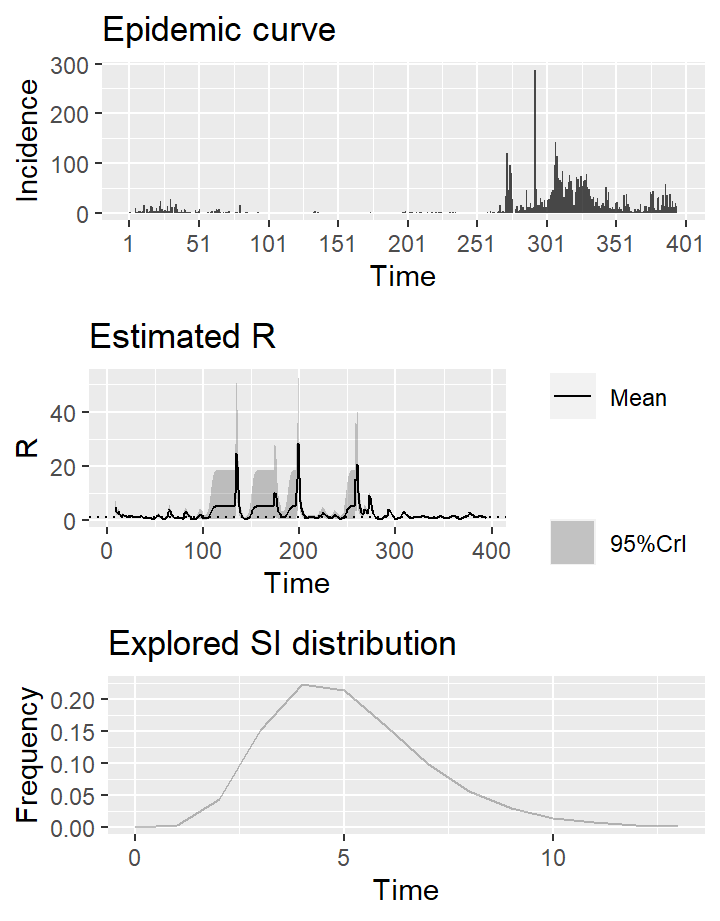 Epidemic curve
300
200
100
0
Incidence
1 51 101 151 201 251 301 351 401
Time
Estimated R
40
20
0
R
0 100 200 300 400
Time
Mean
95%CrI
Explored SI distribution
0.20
0.15
0.10
0.05
0.00
Frequency
0 5 10
Time